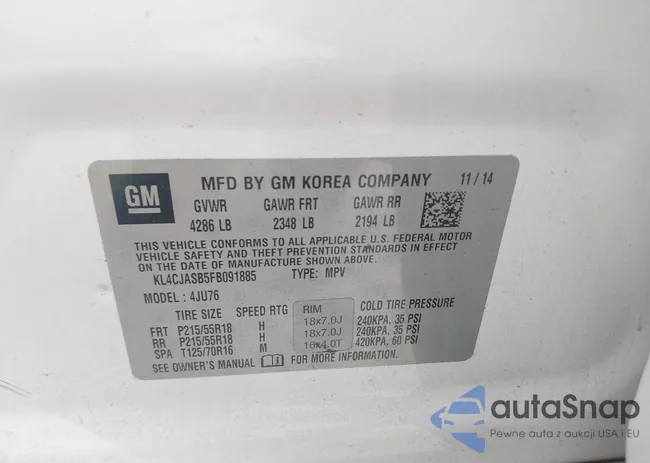 GM
MFD BY GM KOREA COMPANY 11/14
GVWR GAWR FRT GAWR RR
4286 LB 2348 LB 2194 LB
THIS VEHICLE CONFORMS TO ALL APPLICABLE U.S. FEDERAL MOTOR
VEHICLE SAFETY AND THEFT PREVENTION STANDARDS IN EFFECT
ON THE DATE OF MANUFACTURE SHOWN ABOVE.
KL4CJASB5FB091885 TYPE: MPV
MODEL: 4JU76
TIRE SIZE SPEED RTG RIM COLD TIRE PRESSURE
FRT P215/55R18 H 18x7.0J 240KPA, 35 PSI
RR P215/55R18 H 18x7.0J 240KPA, 35 PSI
SPA T125/70R16 M 16x4.0T 420KPA, 60 PSI
SEE OWNER'S MANUAL FOR MORE INFORMATION
autaSnap
Pewne auta z aukcji USA i EU